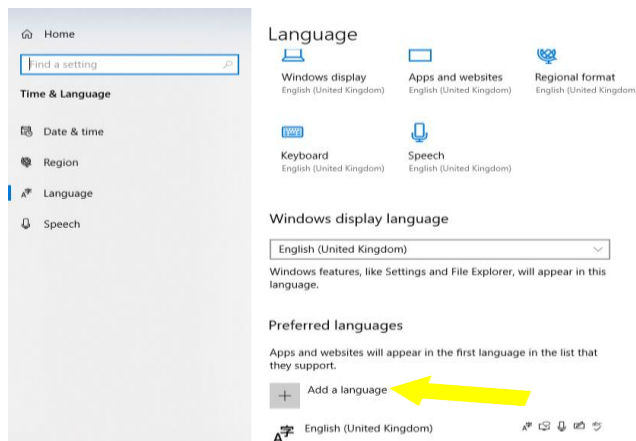 Home
Find a setting
Time & Language
Date & time
Region
Language
Speech
Language
Windows display
English (United Kingdom)
Apps and websites
English (United Kingdom)
Regional format
English (United Kingdom
Keyboard
English (United Kingdom)
Speech
English (United Kingdom)
Windows display language
English (United Kingdom)
Windows features, like Settings and File Explorer, will appear in this
language.
Preferred languages
Apps and websites will appear in the first language in the list that
they support.
Add a language
English (United Kingdom)